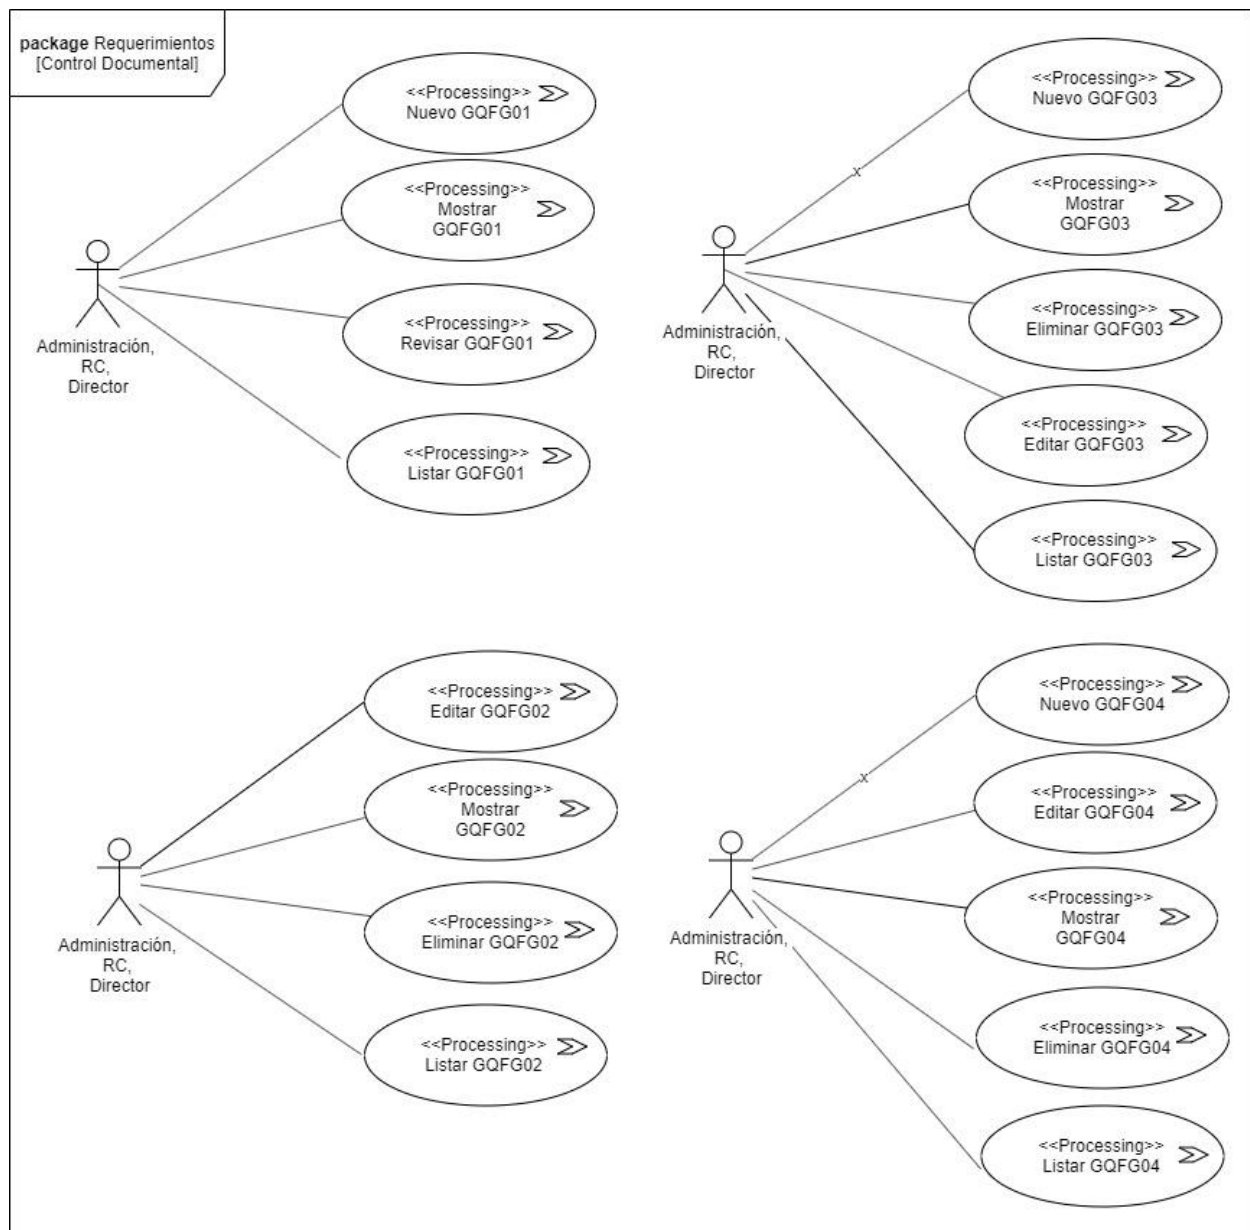 package Requerimientos
[Control Documental]
<<Processing>>
Nuevo GQFG01
<<Processing>>
Mostrar
GQFG01
<<Processing>>
Revisar GQFG01
<<Processing>>
Listar GQFG01
Administración,
RC,
Director
<<Processing>>
Nuevo GQFG03
x
<<Processing>>
Mostrar
GQFG03
<<Processing>>
Eliminar GQFG03
<<Processing>>
Editar GQFG03
<<Processing>>
Listar GQFG03
Administración,
RC,
Director
<<Processing>>
Editar GQFG02
<<Processing>>
Mostrar
GQFG02
<<Processing>>
Eliminar GQFG02
<<Processing>>
Listar GQFG02
Administración,
RC,
Director
<<Processing>>
Nuevo GQFG04
x
<<Processing>>
Editar GQFG04
<<Processing>>
Mostrar
GQFG04
<<Processing>>
Eliminar GQFG04
<<Processing>>
Listar GQFG04
Administración,
RC,
Director